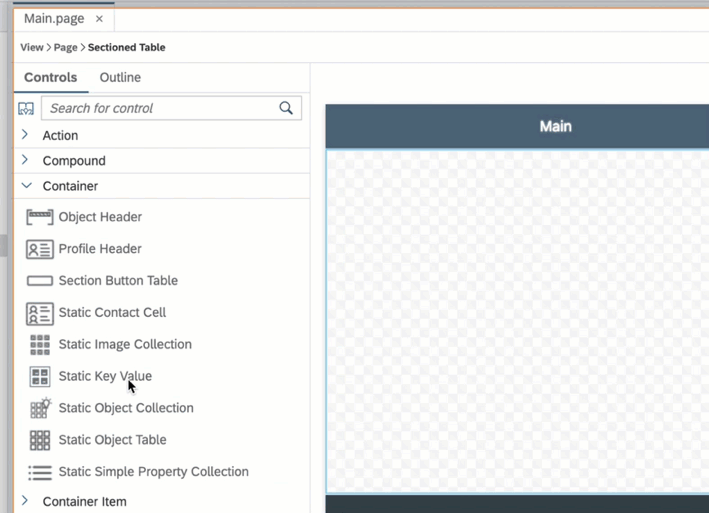 Main.page ×
View > Page > Sectioned Table
Controls Outline
Search for control
Action
Compound
Container
Object Header
Profile Header
Section Button Table
Static Contact Cell
Static Image Collection
Static Key Value
Static Object Collection
Static Object Table
Static Simple Property Collection
Container Item
Main